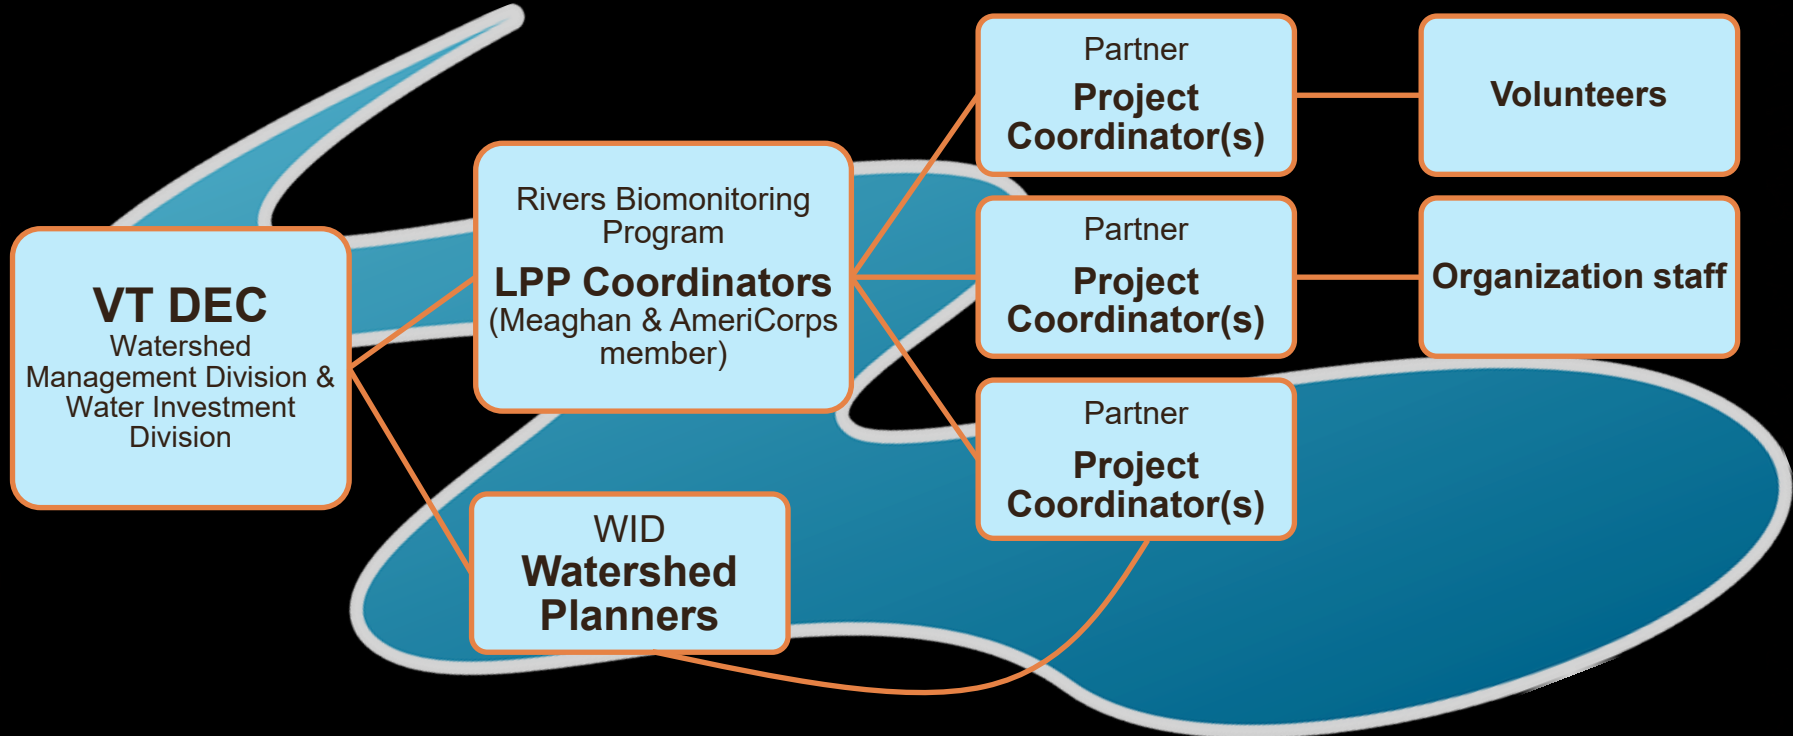 VT DEC
Watershed
Management Division &
Water Investment
Division
Rivers Biomonitoring
Program
LPP Coordinators
(Meaghan & AmeriCorps
member)
WID
Watershed
Planners
Partner
Project
Coordinator(s)
Partner
Project
Coordinator(s)
Partner
Project
Coordinator(s)
Volunteers
Organization staff